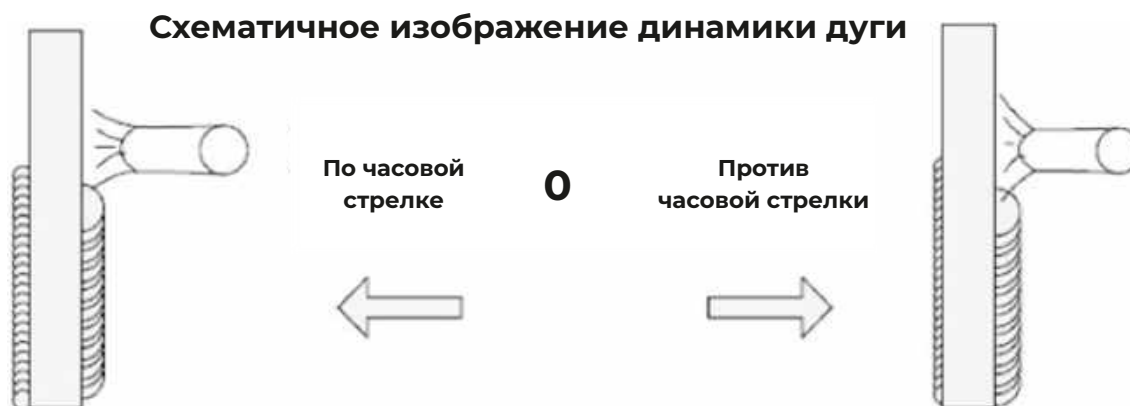 Схематичное изображение динамики дуги
По часовой
стрелке
0
Против
часовой стрелки